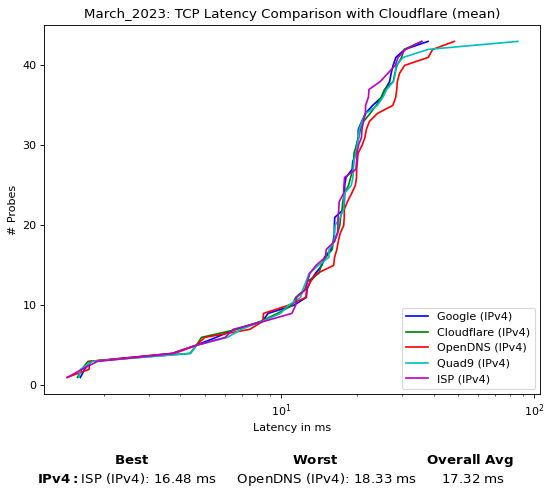 March_2023: TCP Latency Comparison with Cloudflare (mean)
# Probes
40
30
20
10
0
Google (IPv4)
Cloudflare (IPv4)
OpenDNS (IPv4)
Quad9 (IPv4)
ISP (IPv4)
10¹ 10²
Latency in ms
Best Worst Overall Avg
IPv4: ISP (IPv4): 16.48 ms OpenDNS (IPv4): 18.33 ms 17.32 ms